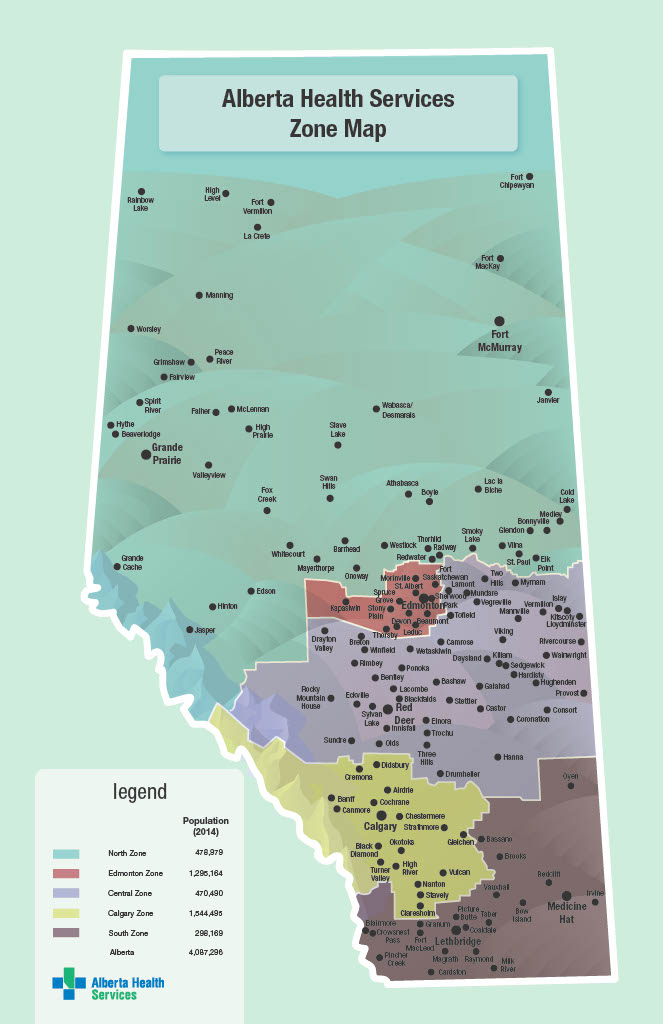 Alberta Health Services
Zone Map
Fort
Chipewyan
Rainbow
Lake
High
Level
Fort
Vermilion
La Crete
Fort
MacKay
Manning
Fort
McMurray
Worsley
Peace
River
Grimshaw
Fairview
Janvier
Spirit
River
Falher
McLennan
Wabasca/
Desmarais
Hythe
Beaverlodge
High
Prairie
Slave
Lake
Grande
Prairie
Valleyview
Swan
Hills
Athabasca
Boyle
Lac la
Biche
Cold
Lake
Fox
Creek
Medley
Bonnyville
Glendon
Whitecourt
Barrhead
Westlock
Thorhild
Radway
Redwater
Smoky
Lake
Vilna
St. Paul
Elk
Point
Grande
Cache
Mayerthorpe
Onoway
Morinville
Fort
Saskatchewan
St. Albert
Two
Hills
Myrnam
Edson
Hinton
Jasper
Kapasiwin
Spruce
Grove
Stony
Plain
Edmonton
Sherwood
Park
Lamont
Mundare
Vegreville
Tofield
Mannville
Vermilion
Islay
Kitscoty
Lloydminster
Devon
Beaumont
Leduc
Thorsby
Drayton
Valley
Breton
Winfield
Wetaskiwin
Camrose
Viking
Rivercourse
Wainwright
Rimbey
Ponoka
Daysland
Killam
Sedgewick
Hardisty
Hughenden
Provost
Bentley
Bashaw
Galahad
Rocky
Mountain
House
Eckville
Lacombe
Blackfalds
Stettler
Castor
Consort
Sylvan
Lake
Red
Deer
Coronation
Innisfail
Elnora
Trochu
Sundre
Olds
Three
Hills
Hanna
Didsbury
Cremona
Drumheller
Oyen
Airdrie
Banff
Canmore
Cochrane
Chestermere
Calgary
Strathmore
Gleichen
Bassano
Black
Diamond
Okotoks
Brooks
Turner
Valley
High
River
Vulcan
Redcliff
Nanton
Stavely
Vauxhall
Irvine
Medicine
Hat
Claresholm
Picture
Butte
Taber
Bow
Island
Blairmore
Crowsnest
Pass
Granum
Fort
MacLeod
Coaldale
Lethbridge
Pincher
Creek
Magrath
Raymond
Milk
River
Cardston
legend
Population
(2014)
North Zone 478,979
Edmonton Zone 1,295,164
Central Zone 470,490
Calgary Zone 1,544,495
South Zone 298,169
Alberta 4,087,296
Alberta Health
Services